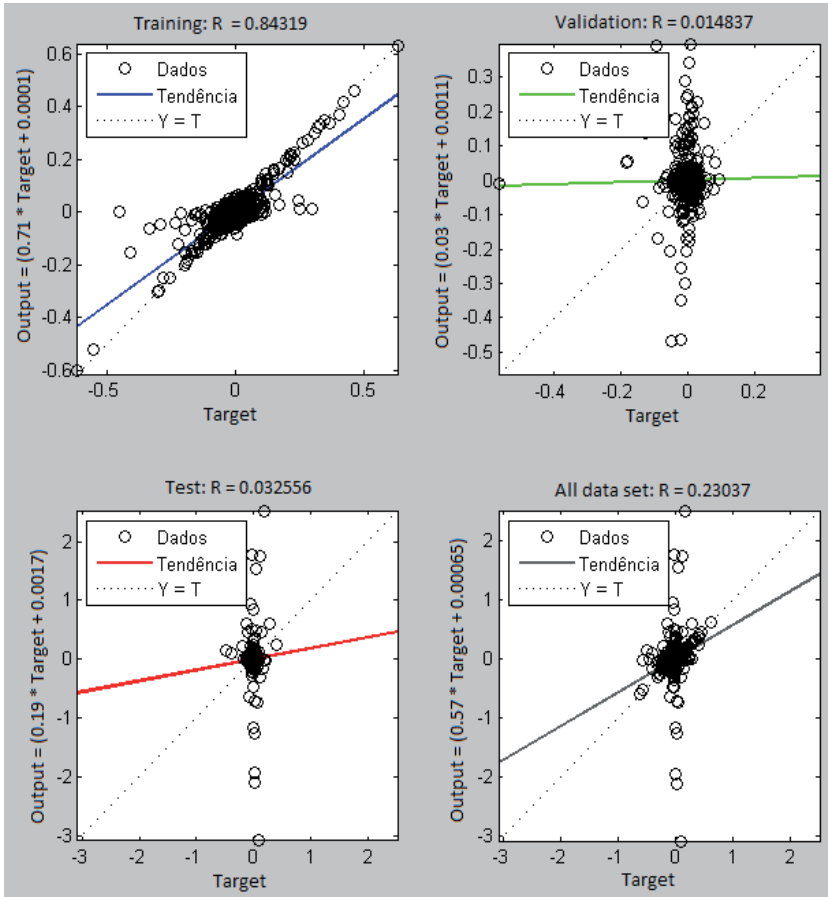 Training: R = 0.84319
Output = (0.71 * Target + 0.0001)
0.6
0.4
0.2
0
-0.2
-0.4
-0.6
Dados
Tendência
Y = T
-0.5
0
0.5
Target
Validation: R = 0.014837
Output = (0.03 * Target + 0.0011)
0.3
0.2
0.1
0
-0.1
-0.2
-0.3
-0.4
-0.5
Dados
Tendência
Y = T
-0.4
-0.2
0
0.2
Target
Test: R = 0.032556
Output = (0.19 * Target + 0.0017)
2
1
0
-1
-2
-3
Dados
Tendência
Y = T
-3
-2
-1
0
1
2
Target
All data set: R = 0.23037
Output = (0.57 * Target + 0.00065)
2
1
0
-1
-2
-3
Dados
Tendência
Y = T
-3
-2
-1
0
1
2
Target